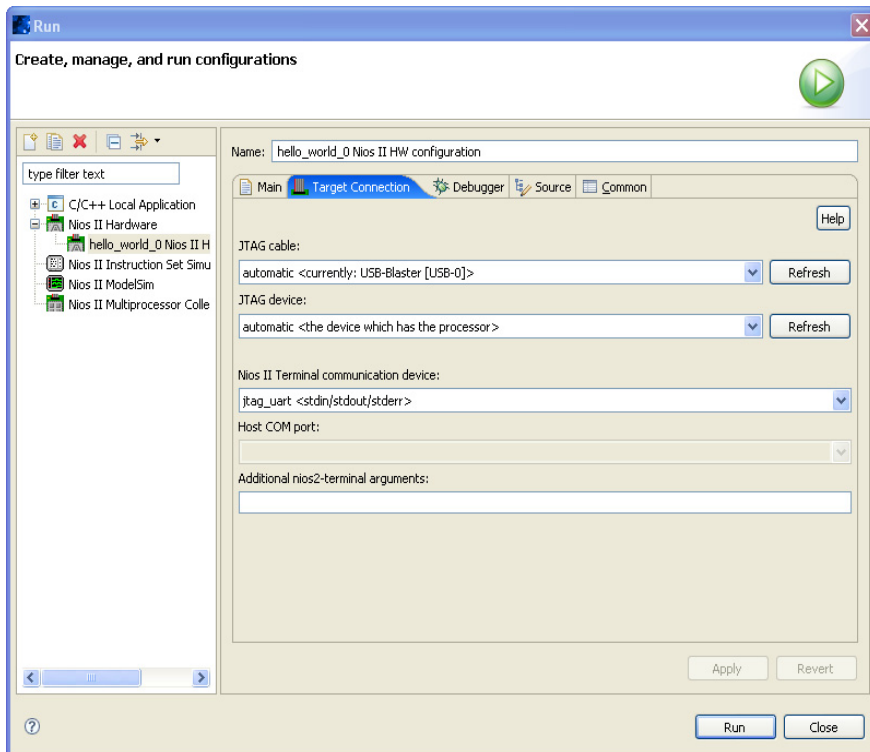 Run
Create, manage, and run configurations
Name: hello_world_0 Nios II HW configuration
type filter text
Main Target Connection Debugger Source Common
C/C++ Local Application
Nios II Hardware
hello_world_0 Nios II H
Nios II Instruction Set Simu
Nios II ModelSim
Nios II Multiprocessor Colle
Help
JTAG cable:
automatic <currently: USB-Blaster [USB-0]> Refresh
JTAG device:
automatic <the device which has the processor> Refresh
Nios II Terminal communication device:
jtag_uart <stdin/stdout/stderr>
Host COM port:
Additional nios2-terminal arguments:
Apply Revert
Run Close